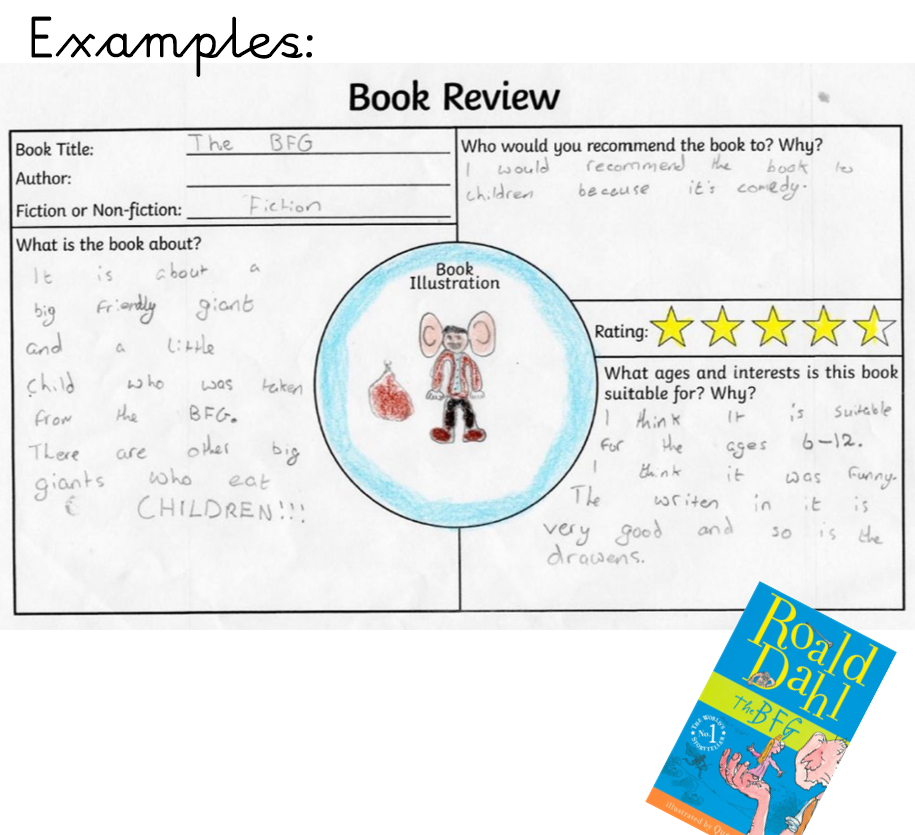 Examples:
Book Review
Book Title: The BFG
Author:
Fiction or Non-fiction: Fiction
What is the book about?
It is about a
big friendly giant
and a little
child who was taken
from the BFG.
There are other big
giants who eat
CHILDREN!!!
Book
Illustration
Who would you recommend the book to? Why?
I would recommend the book to
children because it's comedy.
Rating:
What ages and interests is this book
suitable for? Why?
I think It is suitable
for the ages 6-12.
I think it was funny.
The writen in it is
very good and so is the
drawens.
Roald
Dahl
The BFG
THE WORLD'S
No.1
STORYTELLER
illustrated by